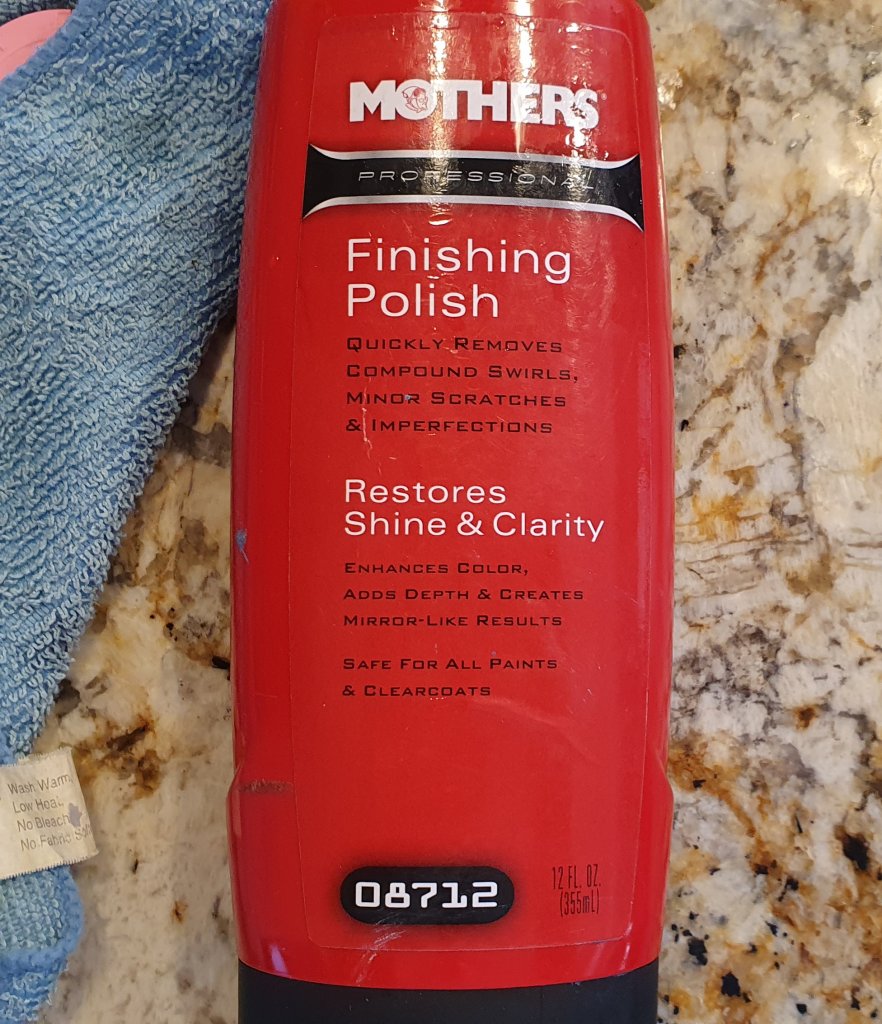 MOTHERS®
PROFESSIONAL
Finishing
Polish
QUICKLY REMOVES
COMPOUND SWIRLS,
MINOR SCRATCHES
& IMPERFECTIONS
Restores
Shine & Clarity
ENHANCES COLOR,
ADDS DEPTH & CREATES
MIRROR-LIKE RESULTS
SAFE FOR ALL PAINTS
& CLEARCOATS
08712
12 FL. OZ.
(355mL)
Wash Warm,
Low Heat,
No Bleach
No Fabric